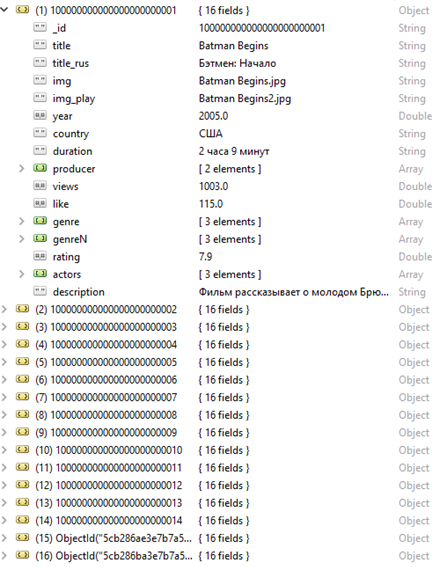 (1) 100000000000000000000001 { 16 fields } Object
_id 100000000000000000000001 String
title Batman Begins String
title_rus Бэтмен: Начало String
img Batman Begins.jpg String
img_play Batman Begins2.jpg String
year 2005.0 Double
country США String
duration 2 часа 9 минут String
producer [ 2 elements ] Array
views 1003.0 Double
like 115.0 Double
genre [ 3 elements ] Array
genreN [ 3 elements ] Array
rating 7.9 Double
actors [ 3 elements ] Array
description Фильм рассказывает о молодом Брю... String
(2) 100000000000000000000002 { 16 fields } Object
(3) 100000000000000000000003 { 16 fields } Object
(4) 100000000000000000000004 { 16 fields } Object
(5) 100000000000000000000005 { 16 fields } Object
(6) 100000000000000000000006 { 16 fields } Object
(7) 100000000000000000000007 { 16 fields } Object
(8) 100000000000000000000008 { 16 fields } Object
(9) 100000000000000000000009 { 16 fields } Object
(10) 100000000000000000000010 { 16 fields } Object
(11) 100000000000000000000011 { 16 fields } Object
(12) 100000000000000000000012 { 16 fields } Object
(13) 100000000000000000000013 { 16 fields } Object
(14) 100000000000000000000014 { 16 fields } Object
(15) ObjectId("5cb286ae3e7b7a5... { 16 fields } Object
(16) ObjectId("5cb286ba3e7b7a5... { 16 fields } Object